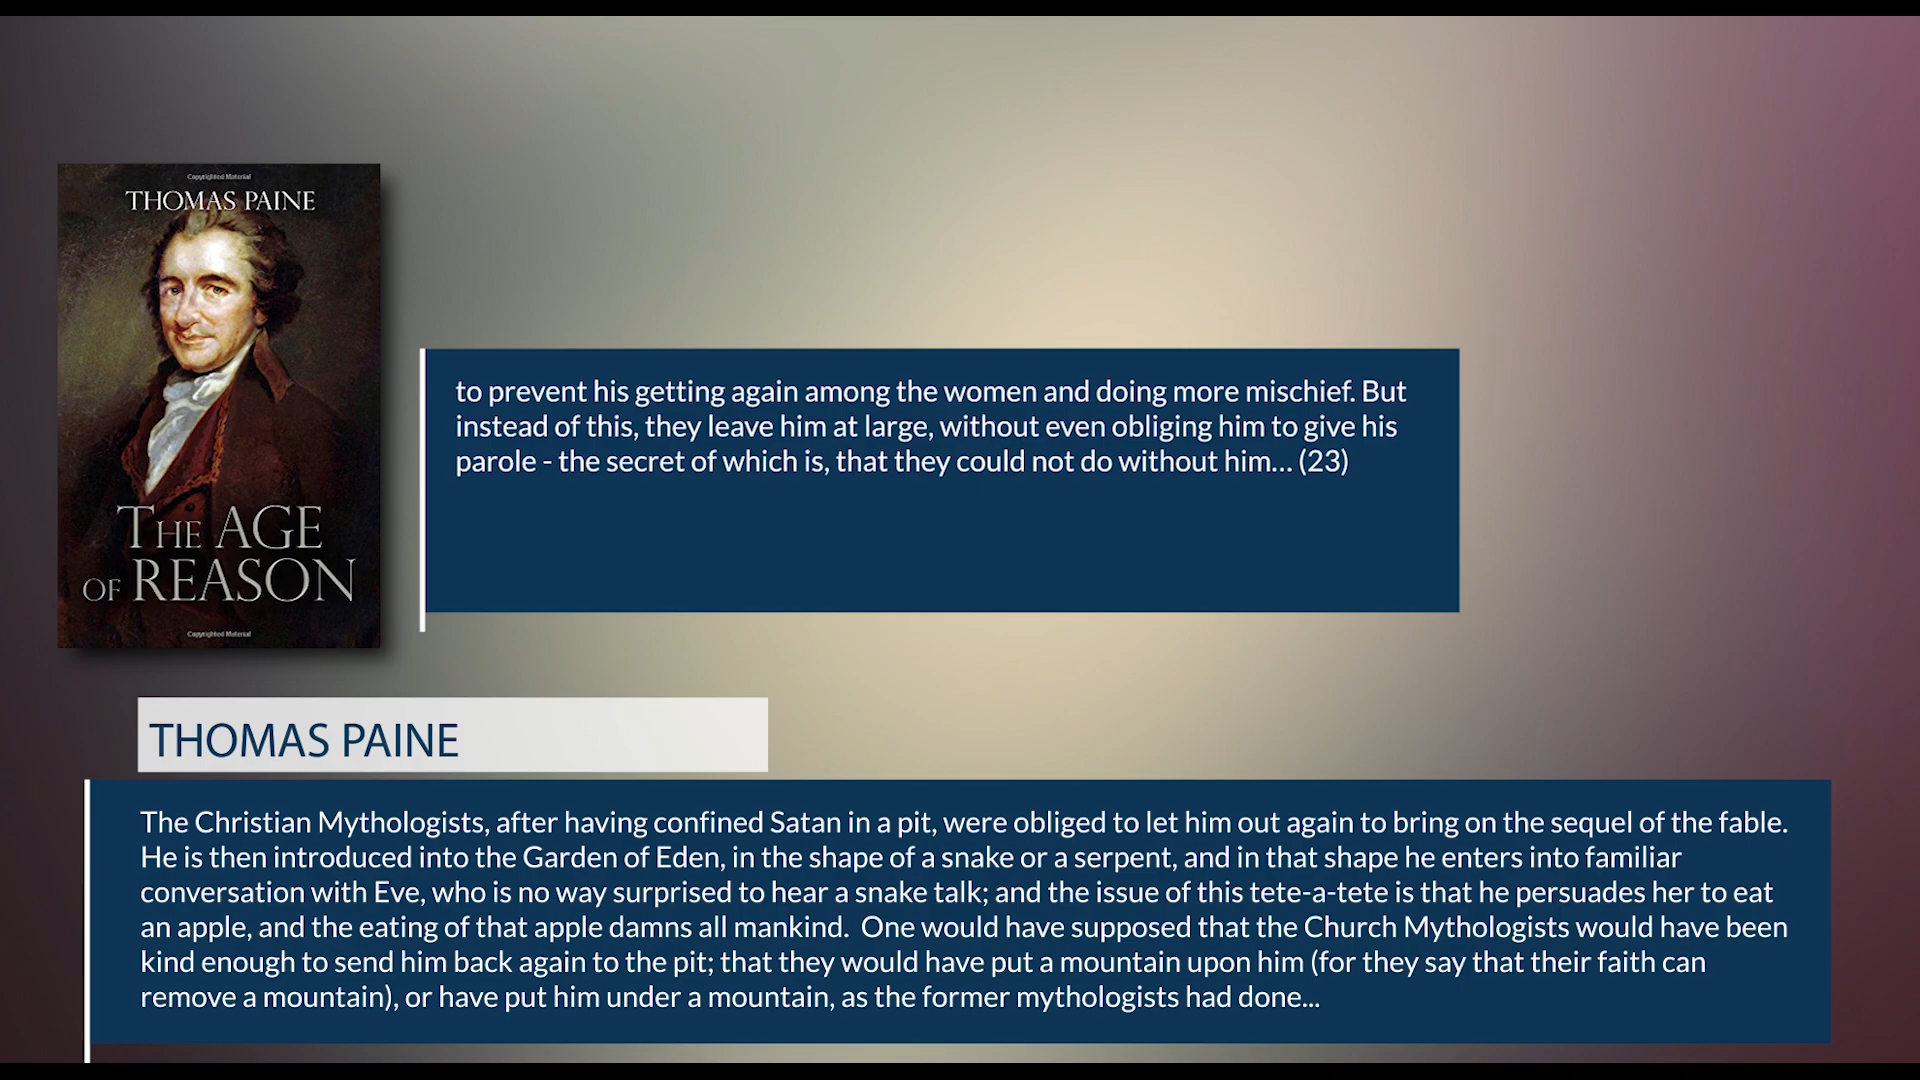 Copyrighted Material
THOMAS PAINE
THE AGE
OF REASON
Copyrighted Material
to prevent his getting again among the women and doing more mischief. But
instead of this, they leave him at large, without even obliging him to give his
parole - the secret of which is, that they could not do without him... (23)
THOMAS PAINE
The Christian Mythologists, after having confined Satan in a pit, were obliged to let him out again to bring on the sequel of the fable.
He is then introduced into the Garden of Eden, in the shape of a snake or a serpent, and in that shape he enters into familiar
conversation with Eve, who is no way surprised to hear a snake talk; and the issue of this tete-a-tete is that he persuades her to eat
an apple, and the eating of that apple damns all mankind.  One would have supposed that the Church Mythologists would have been
kind enough to send him back again to the pit; that they would have put a mountain upon him (for they say that their faith can
remove a mountain), or have put him under a mountain, as the former mythologists had done...